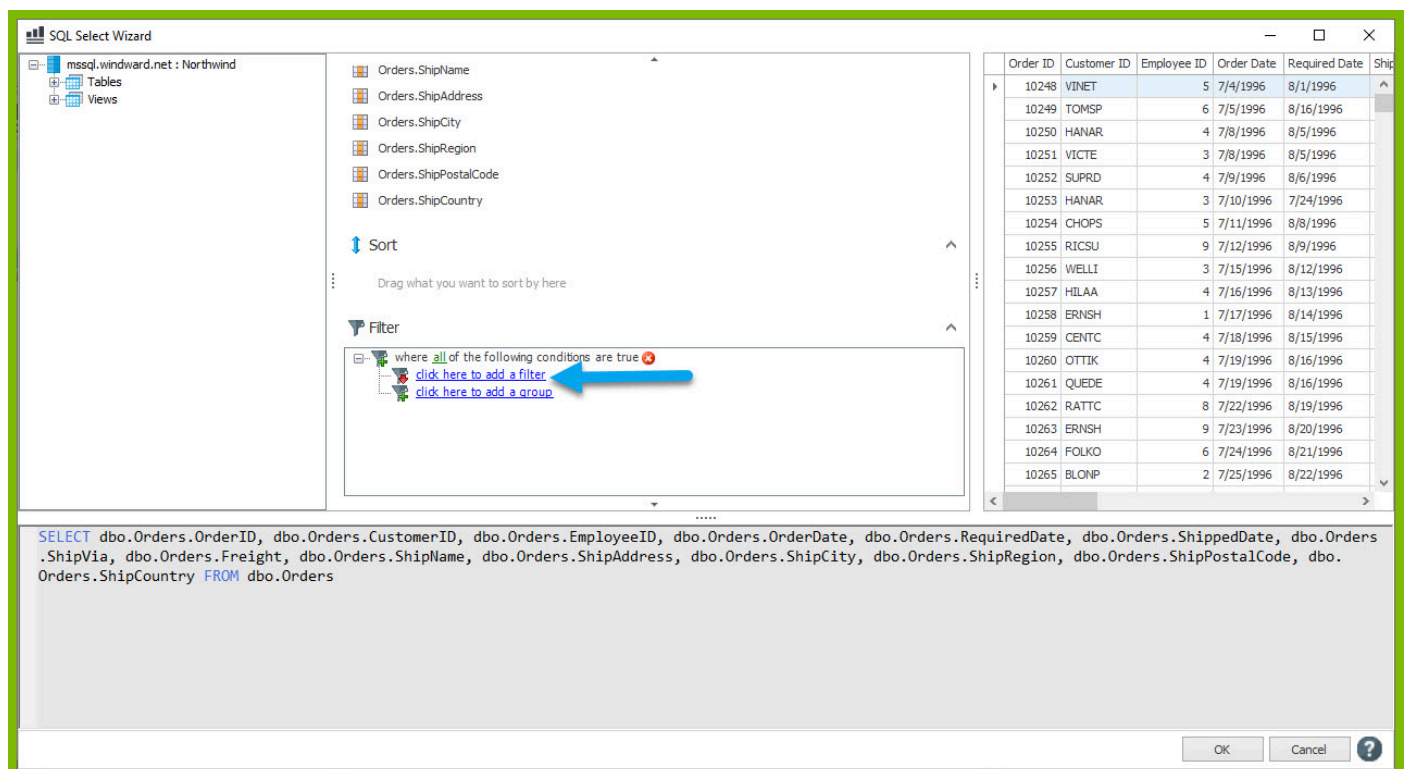 SQL Select Wizard
mssql.windward.net : Northwind
Tables
Views
Orders.ShipName
Orders.ShipAddress
Orders.ShipCity
Orders.ShipRegion
Orders.ShipPostalCode
Orders.ShipCountry
Sort
Drag what you want to sort by here
Filter
where all of the following conditions are true
click here to add a filter
click here to add a group
Order ID Customer ID Employee ID Order Date Required Date Ship
10248 VINET 5 7/4/1996 8/1/1996
10249 TOMSP 6 7/5/1996 8/16/1996
10250 HANAR 4 7/8/1996 8/5/1996
10251 VICTE 3 7/8/1996 8/5/1996
10252 SUPRD 4 7/9/1996 8/6/1996
10253 HANAR 3 7/10/1996 7/24/1996
10254 CHOPS 5 7/11/1996 8/8/1996
10255 RICSU 9 7/12/1996 8/9/1996
10256 WELLI 3 7/15/1996 8/12/1996
10257 HILAA 4 7/16/1996 8/13/1996
10258 ERNSH 1 7/17/1996 8/14/1996
10259 CENTC 4 7/18/1996 8/15/1996
10260 OTTIK 4 7/19/1996 8/16/1996
10261 QUEDE 4 7/19/1996 8/16/1996
10262 RATTC 8 7/22/1996 8/19/1996
10263 ERNSH 9 7/23/1996 8/20/1996
10264 FOLKO 6 7/24/1996 8/21/1996
10265 BLONP 2 7/25/1996 8/22/1996
SELECT dbo.Orders.OrderID, dbo.Orders.CustomerID, dbo.Orders.EmployeeID, dbo.Orders.OrderDate, dbo.Orders.RequiredDate, dbo.Orders.ShippedDate, dbo.Orders
.ShipVia, dbo.Orders.Freight, dbo.Orders.ShipName, dbo.Orders.ShipAddress, dbo.Orders.ShipCity, dbo.Orders.ShipRegion, dbo.Orders.ShipPostalCode, dbo.
Orders.ShipCountry FROM dbo.Orders
OK Cancel ?